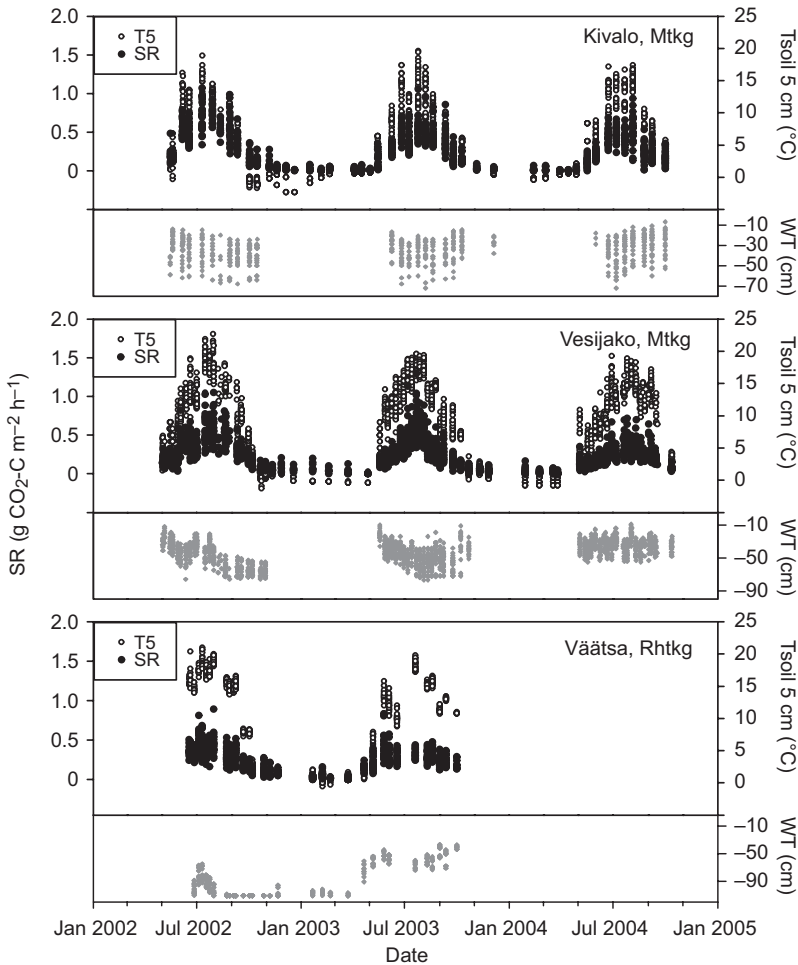 2.0
1.5
1.0
0.5
0
T5
SR
Kivalo, Mtkg
25
20
15
10
5
0
Tsoil 5 cm (°C)
–10
–30
–50
–70
WT (cm)
2.0
1.5
1.0
0.5
0
T5
SR
Vesijako, Mtkg
25
20
15
10
5
0
Tsoil 5 cm (°C)
SR (g CO₂-C m⁻² h⁻¹)
–10
–50
–90
WT (cm)
2.0
1.5
1.0
0.5
0
T5
SR
Väätsa, Rhtkg
25
20
15
10
5
0
Tsoil 5 cm (°C)
–10
–50
–90
WT (cm)
Jan 2002 Jul 2002 Jan 2003 Jul 2003 Jan 2004 Jul 2004 Jan 2005
Date